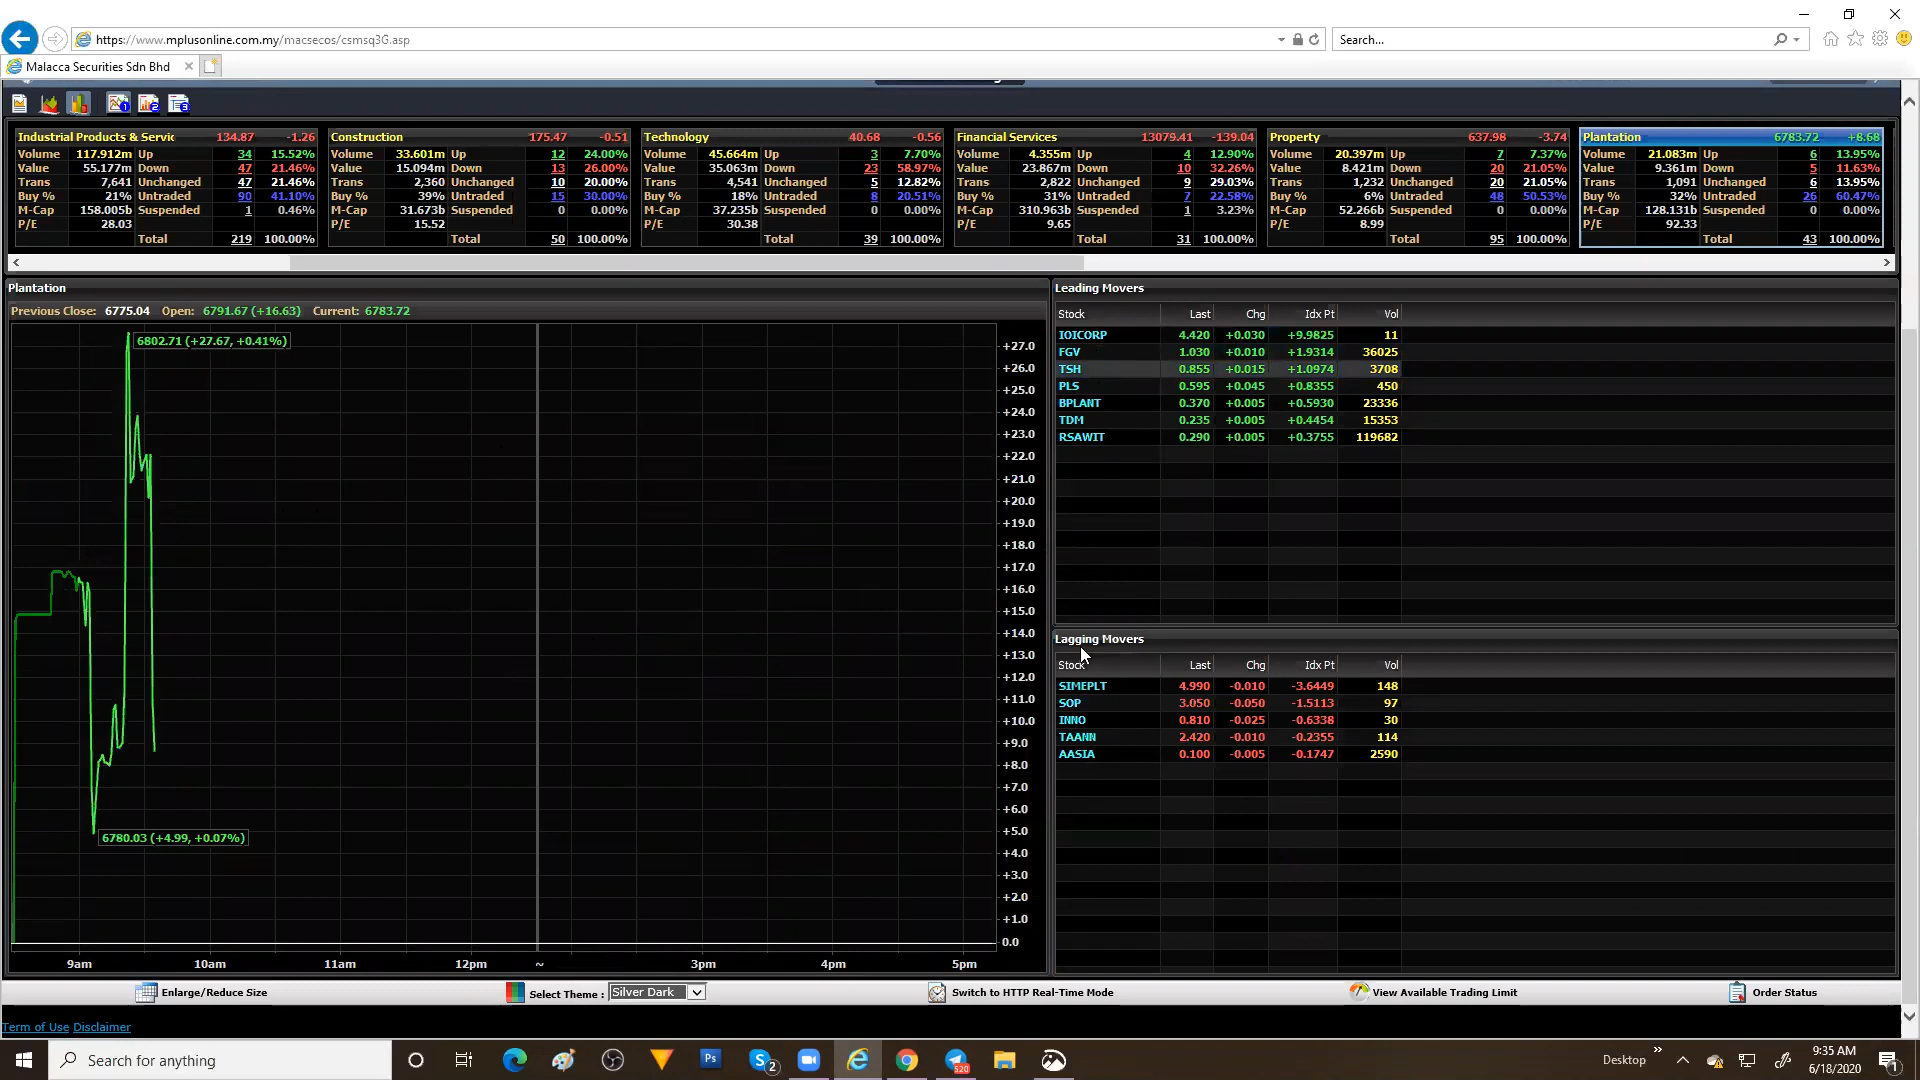 https://www.mplusonline.com.my/macsecos/csmsq3G.asp
Search...
Malacca Securities Sdn Bhd
Industrial Products & Servic 134.87 -1.26
Volume 117.912m Up 34 15.52%
Value 55.177m Down 47 21.46%
Trans 7,641 Unchanged 47 21.46%
Buy % 21% Untraded 90 41.10%
M-Cap 158.005b Suspended 1 0.46%
P/E 28.03
Total 219 100.00%
Construction 175.47 -0.51
Volume 33.601m Up 12 24.00%
Value 15.094m Down 13 26.00%
Trans 2,360 Unchanged 10 20.00%
Buy % 39% Untraded 15 30.00%
M-Cap 31.673b Suspended 0 0.00%
P/E 15.52
Total 50 100.00%
Technology 40.68 -0.56
Volume 45.664m Up 3 7.70%
Value 35.063m Down 23 58.97%
Trans 4,541 Unchanged 5 12.82%
Buy % 18% Untraded 8 20.51%
M-Cap 37.235b Suspended 0 0.00%
P/E 30.38
Total 39 100.00%
Financial Services 13079.41 -139.04
Volume 4.355m Up 4 12.90%
Value 23.867m Down 10 32.26%
Trans 2,822 Unchanged 9 29.03%
Buy % 31% Untraded 7 22.58%
M-Cap 310.963b Suspended 1 3.23%
P/E 9.65
Total 31 100.00%
Property 637.98 -3.74
Volume 20.397m Up 7 7.37%
Value 8.421m Down 20 21.05%
Trans 1,232 Unchanged 20 21.05%
Buy % 6% Untraded 48 50.53%
M-Cap 52.266b Suspended 0 0.00%
P/E 8.99
Total 95 100.00%
Plantation 6783.72 +8.68
Volume 21.083m Up 6 13.95%
Value 9.361m Down 5 11.63%
Trans 1,091 Unchanged 6 13.95%
Buy % 32% Untraded 26 60.47%
M-Cap 128.131b Suspended 0 0.00%
P/E 92.33
Total 43 100.00%
Plantation
Previous Close: 6775.04 Open: 6791.67 (+16.63) Current: 6783.72
6802.71 (+27.67, +0.41%)
6780.03 (+4.99, +0.07%)
+27.0
+26.0
+25.0
+24.0
+23.0
+22.0
+21.0
+20.0
+19.0
+18.0
+17.0
+16.0
+15.0
+14.0
+13.0
+12.0
+11.0
+10.0
+9.0
+8.0
+7.0
+6.0
+5.0
+4.0
+3.0
+2.0
+1.0
0.0
9am 10am 11am 12pm ~ 3pm 4pm 5pm
Leading Movers
Stock Last Chg Idx Pt Vol
IOICORP 4.420 +0.030 +9.9825 11
FGV 1.030 +0.010 +1.9314 36025
TSH 0.855 +0.015 +1.0974 3708
PLS 0.595 +0.045 +0.8355 450
BPLANT 0.370 +0.005 +0.5930 23336
TDM 0.235 +0.005 +0.4454 15353
RSAWIT 0.290 +0.005 +0.3755 119682
Lagging Movers
Stock Last Chg Idx Pt Vol
SIMEPLT 4.990 -0.010 -3.6449 148
SOP 3.050 -0.050 -1.5113 97
INNO 0.810 -0.025 -0.6338 30
TAANN 2.420 -0.010 -0.2355 114
AASIA 0.100 -0.005 -0.1747 2590
Enlarge/Reduce Size Select Theme : Silver Dark Switch to HTTP Real-Time Mode View Available Trading Limit Order Status
Term of Use Disclaimer
Search for anything
Ps
2
520
Desktop
9:35 AM
6/18/2020
1